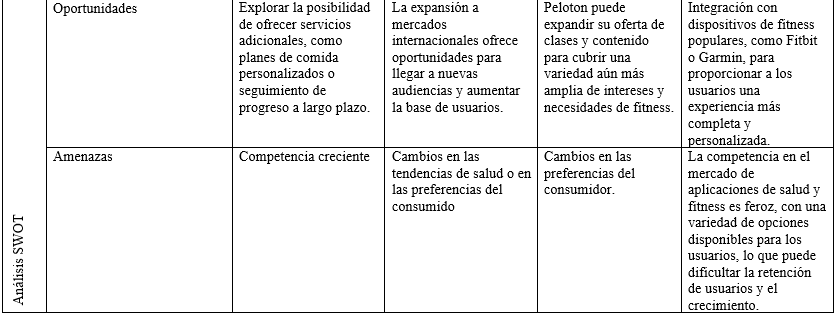 Análisis SWOT
Oportunidades
Explorar la posibilidad
de ofrecer servicios
adicionales, como
planes de comida
personalizados o
seguimiento de
progreso a largo plazo.
La expansión a
mercados
internacionales ofrece
oportunidades para
llegar a nuevas
audiencias y aumentar
la base de usuarios.
Peloton puede
expandir su oferta de
clases y contenido
para cubrir una
variedad aún más
amplia de intereses y
necesidades de fitness.
Integración con
dispositivos de fitness
populares, como Fitbit
o Garmin, para
proporcionar a los
usuarios una
experiencia más
completa y
personalizada.
Amenazas
Competencia creciente
Cambios en las
tendencias de salud o en
las preferencias del
consumido
Cambios en las
preferencias del
consumidor.
La competencia en el
mercado de
aplicaciones de salud y
fitness es feroz, con una
variedad de opciones
disponibles para los
usuarios, lo que puede
dificultar la retención
de usuarios y el
crecimiento.